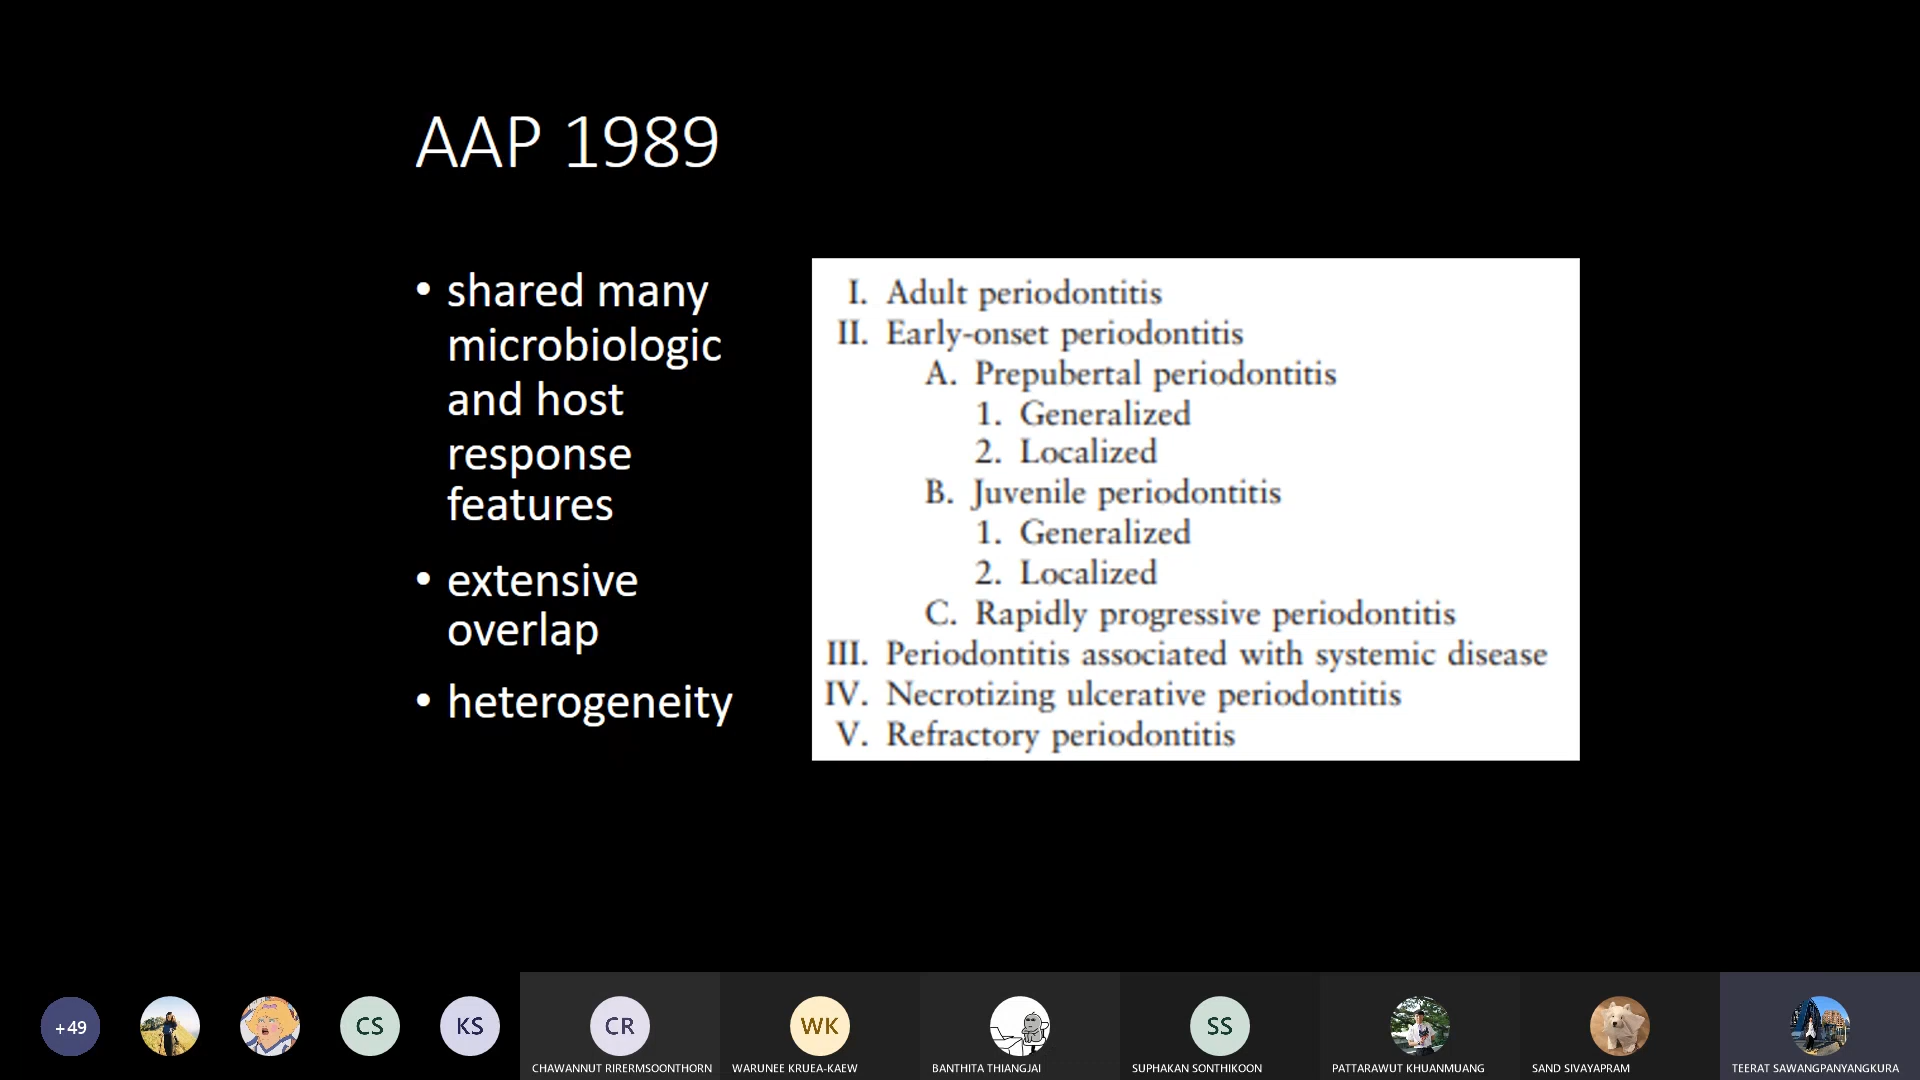 AAP 1989
• shared many
microbiologic
and host
response
features
• extensive
overlap
• heterogeneity
I. Adult periodontitis
II. Early-onset periodontitis
A. Prepubertal periodontitis
1. Generalized
2. Localized
B. Juvenile periodontitis
1. Generalized
2. Localized
C. Rapidly progressive periodontitis
III. Periodontitis associated with systemic disease
IV. Necrotizing ulcerative periodontitis
V. Refractory periodontitis
+49
CS
KS
CR
WK
SS
CHAWANNUT RIRERMSOONTHORN
WARUNEE KRUEA-KAEW
BANTHITA THIANGJAI
SUPHAKAN SONTHIKOON
PATTARAWUT KHUANMUANG
SAND SIVAYAPRAM
TEERAT SAWANGPANYANGKURA